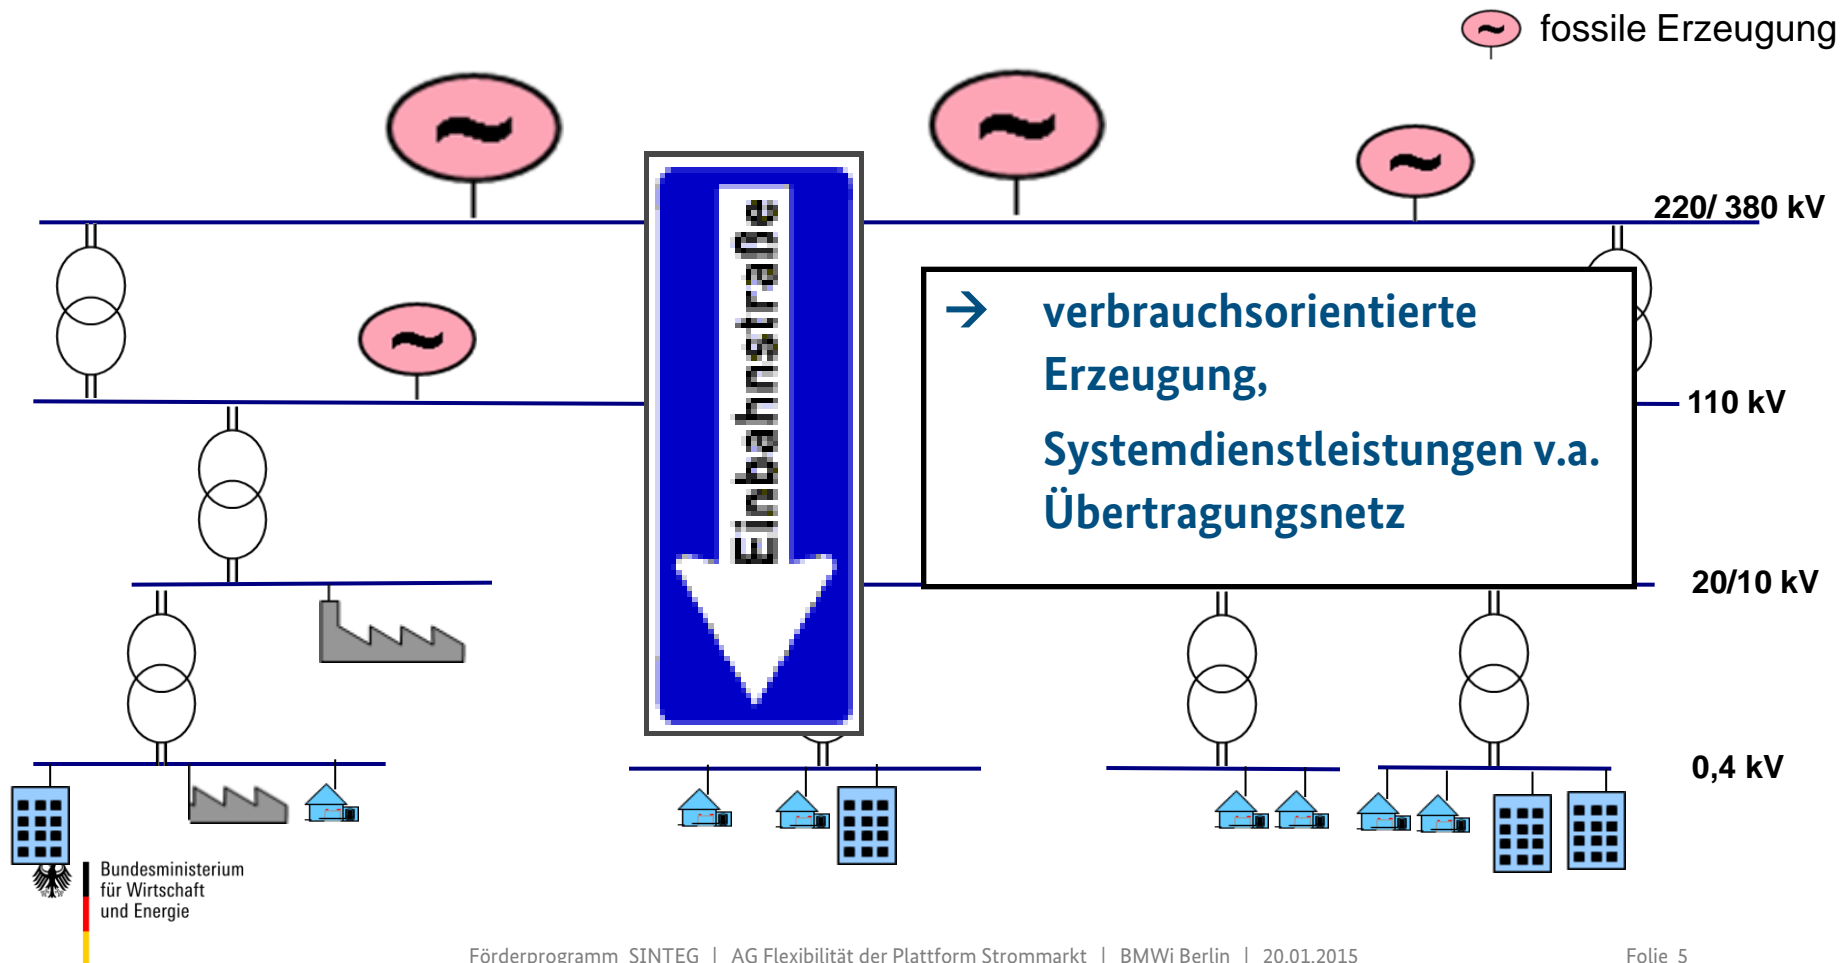 fossile Erzeugung
220/ 380 kV
Einbahnstraße
→ verbrauchsorientierte
Erzeugung,
Systemdienstleistungen v.a.
Übertragungsnetz
110 kV
20/10 kV
0,4 kV
Bundesministerium
für Wirtschaft
und Energie
Förderprogramm SINTEG | AG Flexibilität der Plattform Strommarkt | BMWi Berlin | 20.01.2015 Folie 5